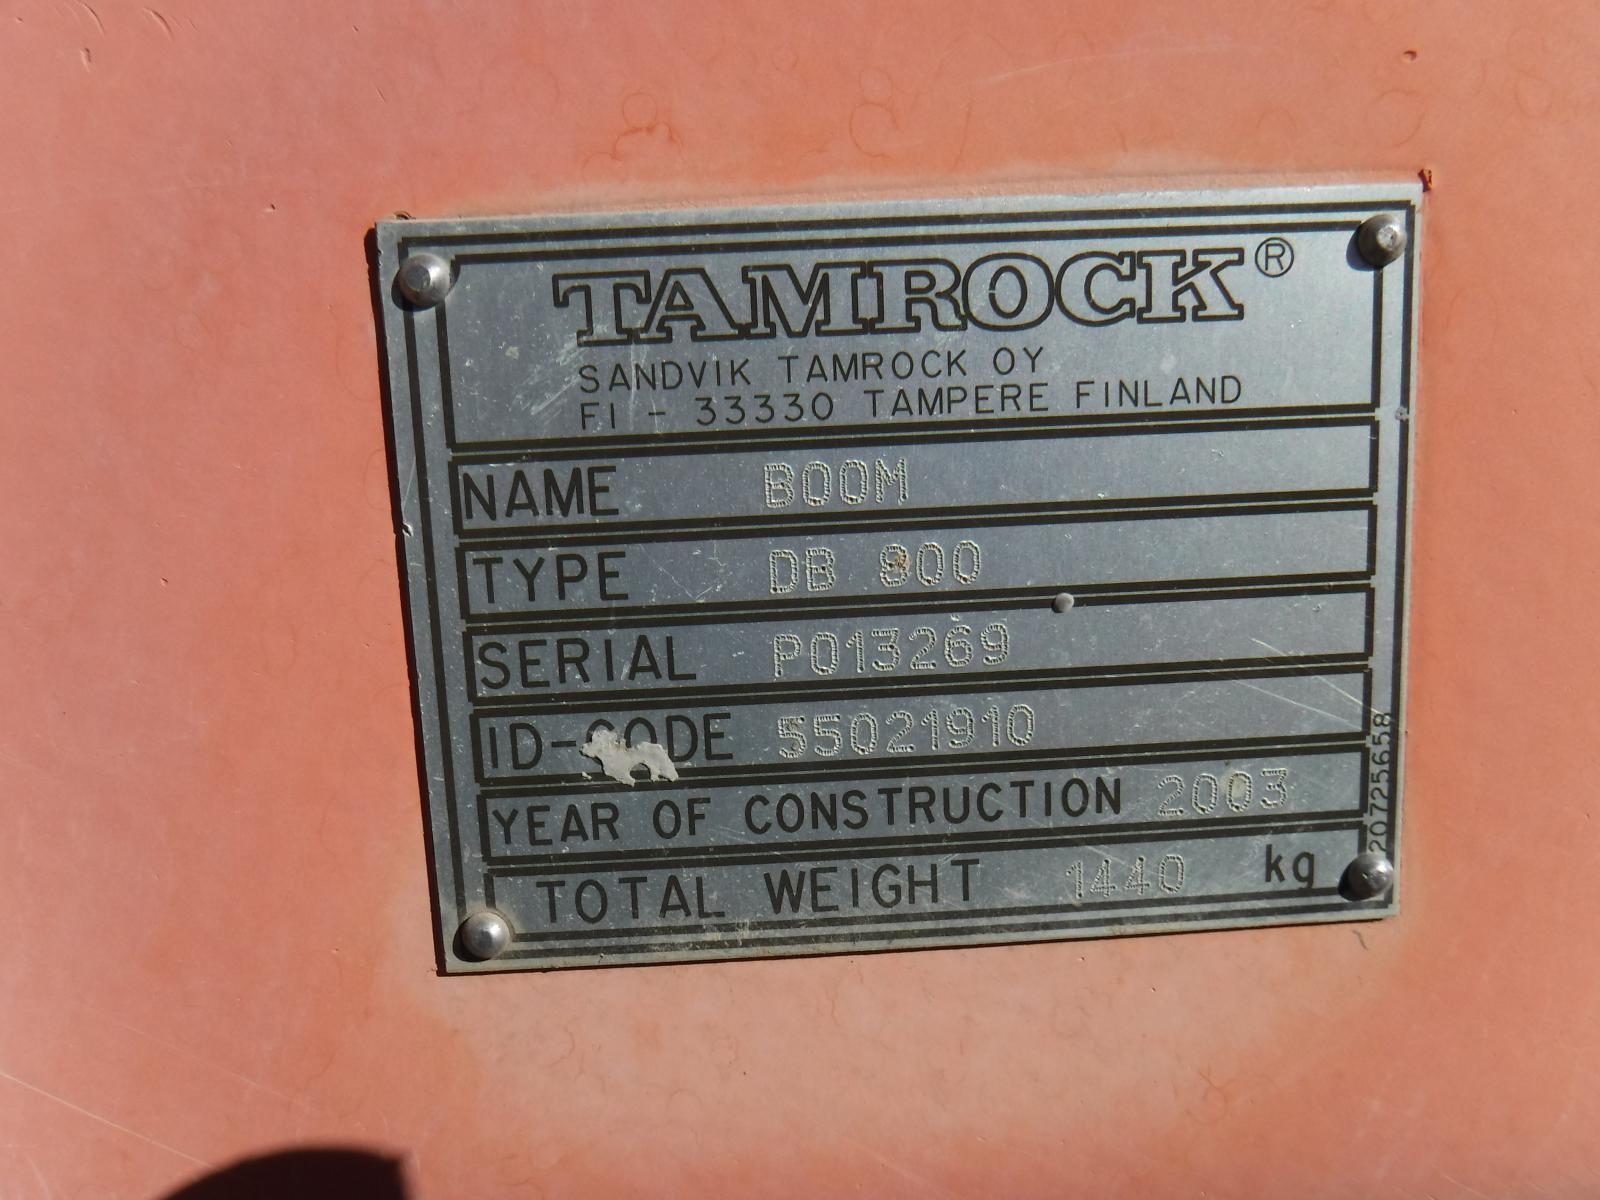 TAMROCK®
SANDVIK TAMROCK OY
FI - 33330 TAMPERE FINLAND
NAME BOOM
TYPE DB 800
SERIAL P013269
ID-CODE 55021910
YEAR OF CONSTRUCTION 2003
TOTAL WEIGHT 1440 kg
20725658